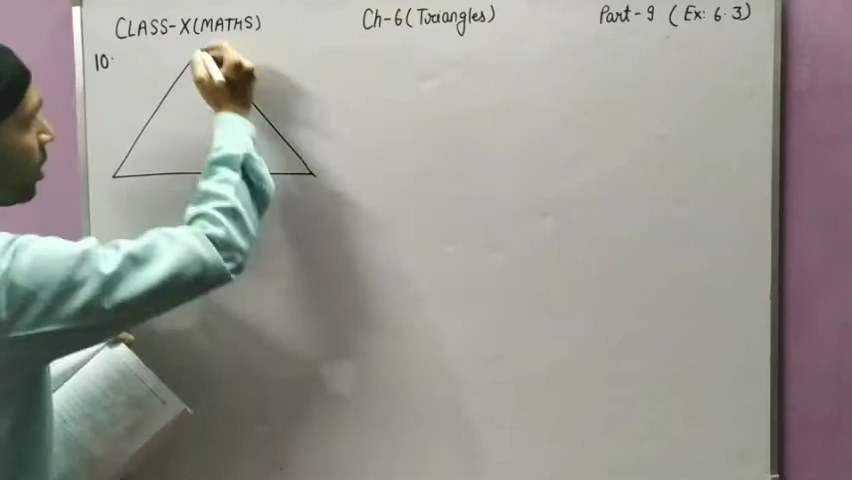 CLASS-X(MATHS) Ch-6(Triangles) Part-9 (Ex: 6.3)
10.